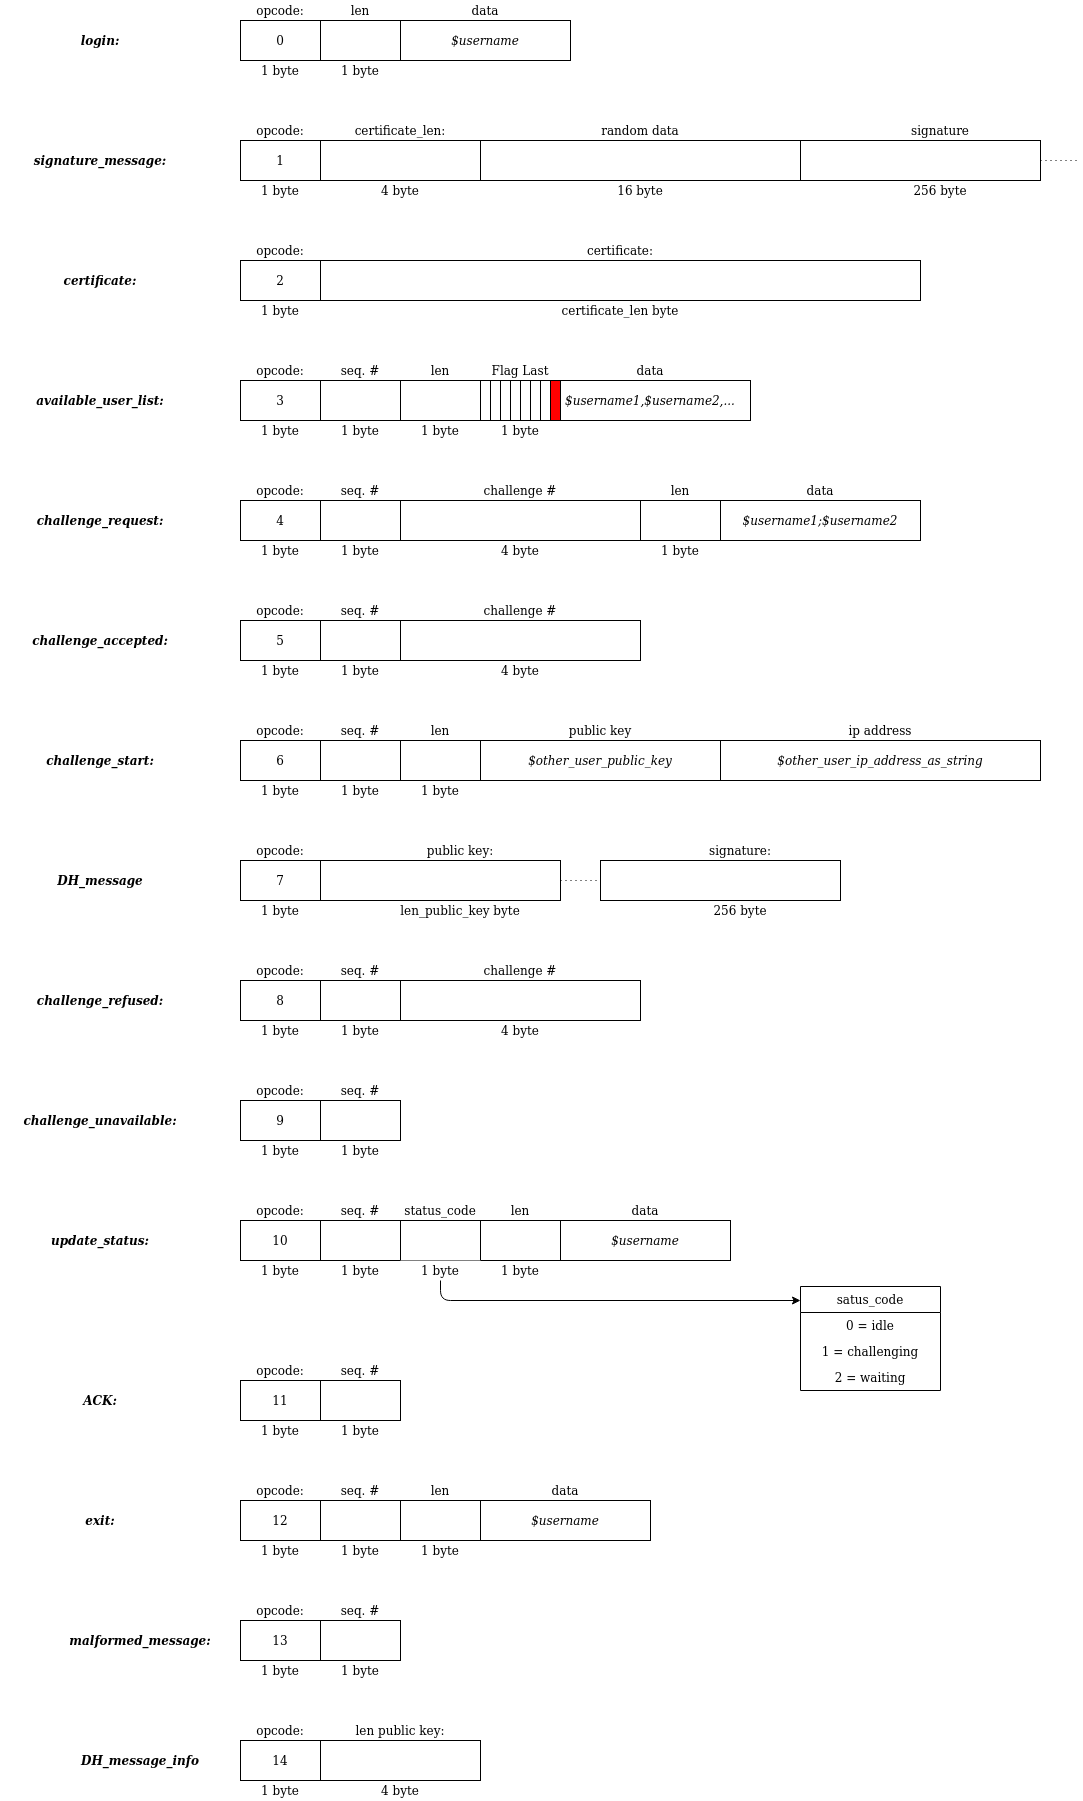 opcode: len data
login: 0 $username
1 byte 1 byte
opcode: certificate_len: random data signature
signature_message: 1
1 byte 4 byte 16 byte 256 byte
opcode: certificate:
certificate: 2
1 byte certificate_len byte
opcode: seq. # len Flag Last data
available_user_list: 3 $username1,$username2,...
1 byte 1 byte 1 byte 1 byte
opcode: seq. # challenge # len data
challenge_request: 4 $username1;$username2
1 byte 1 byte 4 byte 1 byte
opcode: seq. # challenge #
challenge_accepted: 5
1 byte 1 byte 4 byte
opcode: seq. # len public key ip address
challenge_start: 6 $other_user_public_key $other_user_ip_address_as_string
1 byte 1 byte 1 byte
opcode: public key: signature:
DH_message 7
1 byte len_public_key byte 256 byte
opcode: seq. # challenge #
challenge_refused: 8
1 byte 1 byte 4 byte
opcode: seq. #
challenge_unavailable: 9
1 byte 1 byte
opcode: seq. # status_code len data
update_status: 10 $username
1 byte 1 byte 1 byte 1 byte
satus_code
0 = idle
1 = challenging
2 = waiting
opcode: seq. #
ACK: 11
1 byte 1 byte
opcode: seq. # len data
exit: 12 $username
1 byte 1 byte 1 byte
opcode: seq. #
malformed_message: 13
1 byte 1 byte
opcode: len public key:
DH_message_info 14
1 byte 4 byte